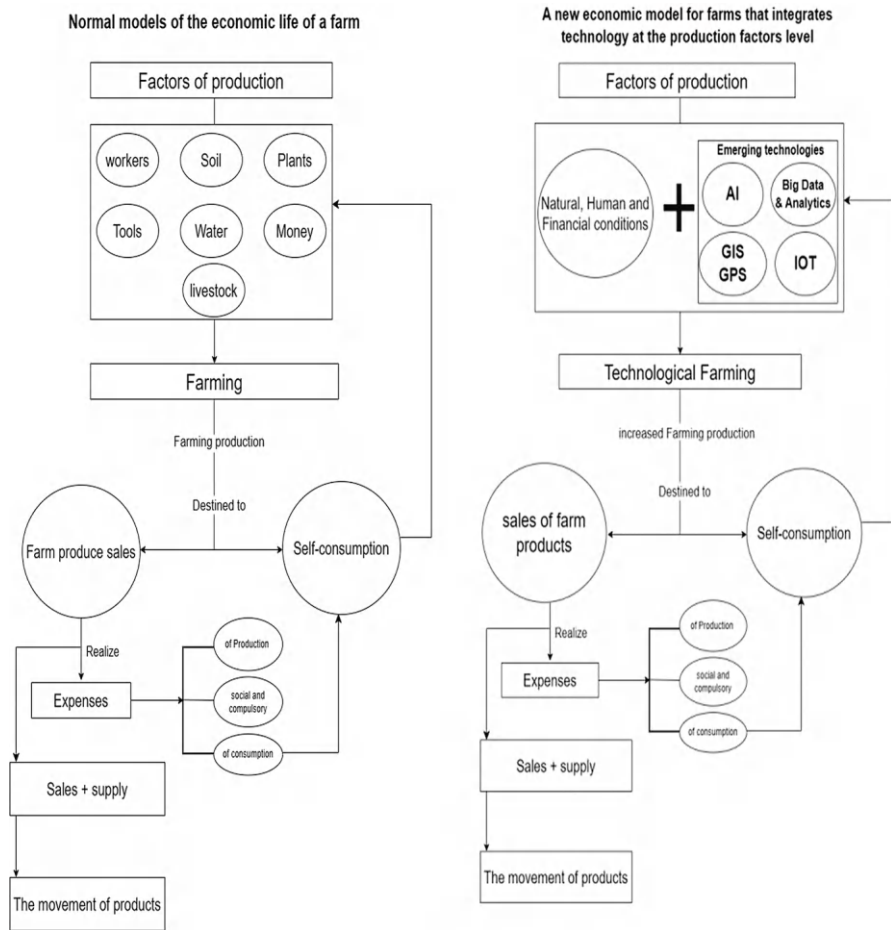 Normal models of the economic life of a farm
Factors of production
workers
Soil
Plants
Tools
Water
Money
livestock
Farming
Farming production
Destined to
Farm produce sales
Self-consumption
Realize
of Production
Expenses
social and
compulsory
of consumption
Sales + supply
The movement of products
A new economic model for farms that integrates
technology at the production factors level
Factors of production
Natural, Human and
Financial conditions
+
Emerging technologies
AI
Big Data
& Analytics
GIS
GPS
IOT
Technological Farming
increased Farming production
Destined to
sales of farm
products
Self-consumption
Realize
of Production
Expenses
social and
compulsory
of consumption
Sales + supply
The movement of products